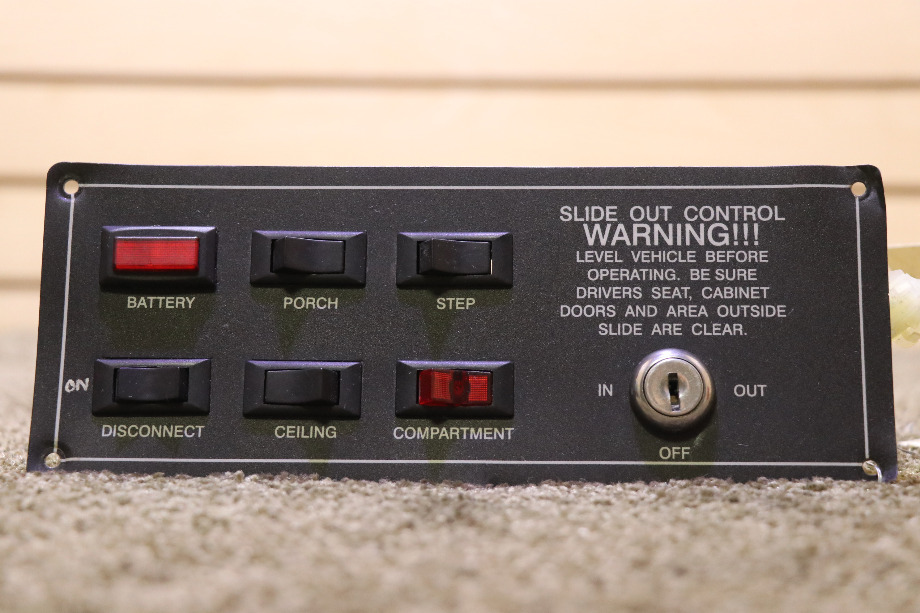 BATTERY
PORCH
STEP
ON
DISCONNECT
CEILING
COMPARTMENT
SLIDE OUT CONTROL
WARNING!!!
LEVEL VEHICLE BEFORE
OPERATING. BE SURE
DRIVERS SEAT, CABINET
DOORS AND AREA OUTSIDE
SLIDE ARE CLEAR.
IN
OUT
OFF